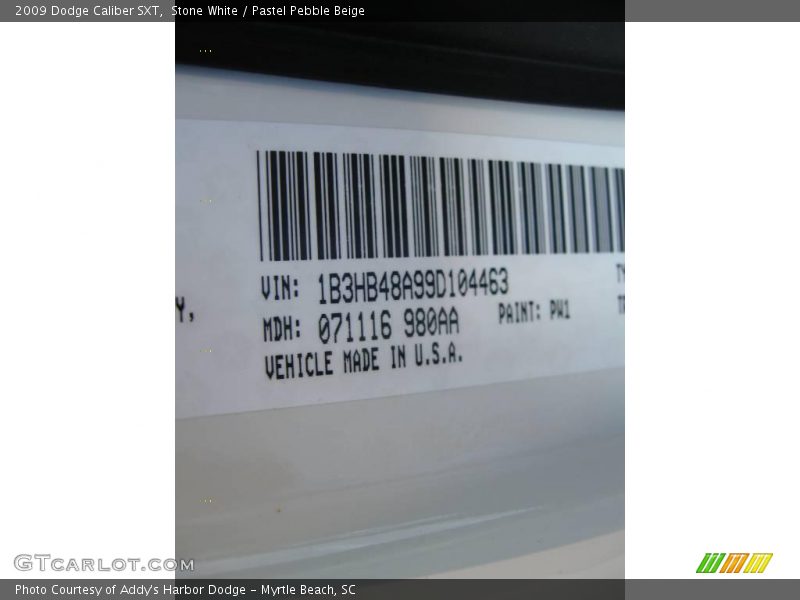 2009 Dodge Caliber SXT, Stone White / Pastel Pebble Beige
VIN: 1B3HB48A99D104463
Y,
MDH: 071116 980AA PAINT: PW1
VEHICLE MADE IN U.S.A.
GTCARLOT.COM
Photo Courtesy of Addy's Harbor Dodge - Myrtle Beach, SC